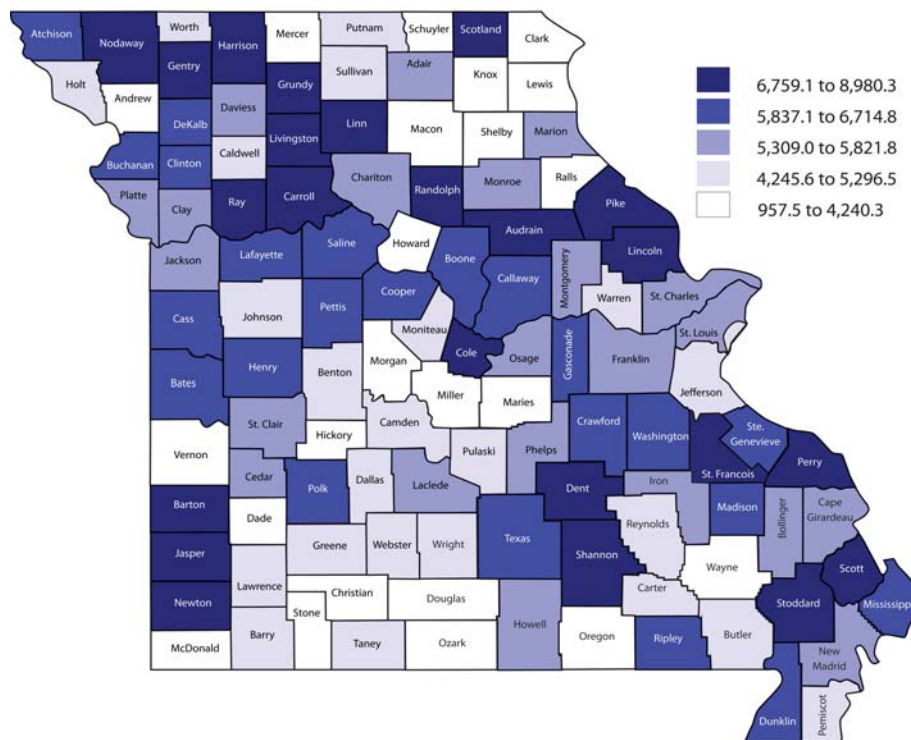 Atchison
Nodaway
Worth
Harrison
Mercer
Putnam
Schuyler
Scotland
Clark
Gentry
Holt
Andrew
Grundy
Sullivan
Adair
Knox
Lewis
DeKalb
Daviess
Livingston
Linn
Macon
Shelby
Marion
Buchanan
Clinton
Caldwell
Chariton
Randolph
Monroe
Ralls
Platte
Clay
Ray
Carroll
Pike
Audrain
Jackson
Lafayette
Saline
Howard
Boone
Callaway
Montgomery
Lincoln
Warren
St. Charles
Cass
Johnson
Pettis
Cooper
Moniteau
Cole
Osage
Gasconade
Franklin
St. Louis
Jefferson
Bates
Henry
Benton
Morgan
Miller
Maries
St. Clair
Hickory
Camden
Pulaski
Phelps
Crawford
Washington
Ste.
Genevieve
St. Francois
Perry
Vernon
Cedar
Polk
Dallas
Laclede
Dent
Iron
Madison
Bollinger
Cape
Girardeau
Barton
Dade
Greene
Webster
Wright
Texas
Reynolds
Shannon
Wayne
Scott
Jasper
Lawrence
Christian
Douglas
Carter
Stoddard
Mississippi
Newton
Stone
Howell
Oregon
Ripley
Butler
McDonald
Barry
Taney
Ozark
New
Madrid
Dunklin
Pemiscot
6,759.1 to 8,980.3
5,837.1 to 6,714.8
5,309.0 to 5,821.8
4,245.6 to 5,296.5
957.5 to 4,240.3